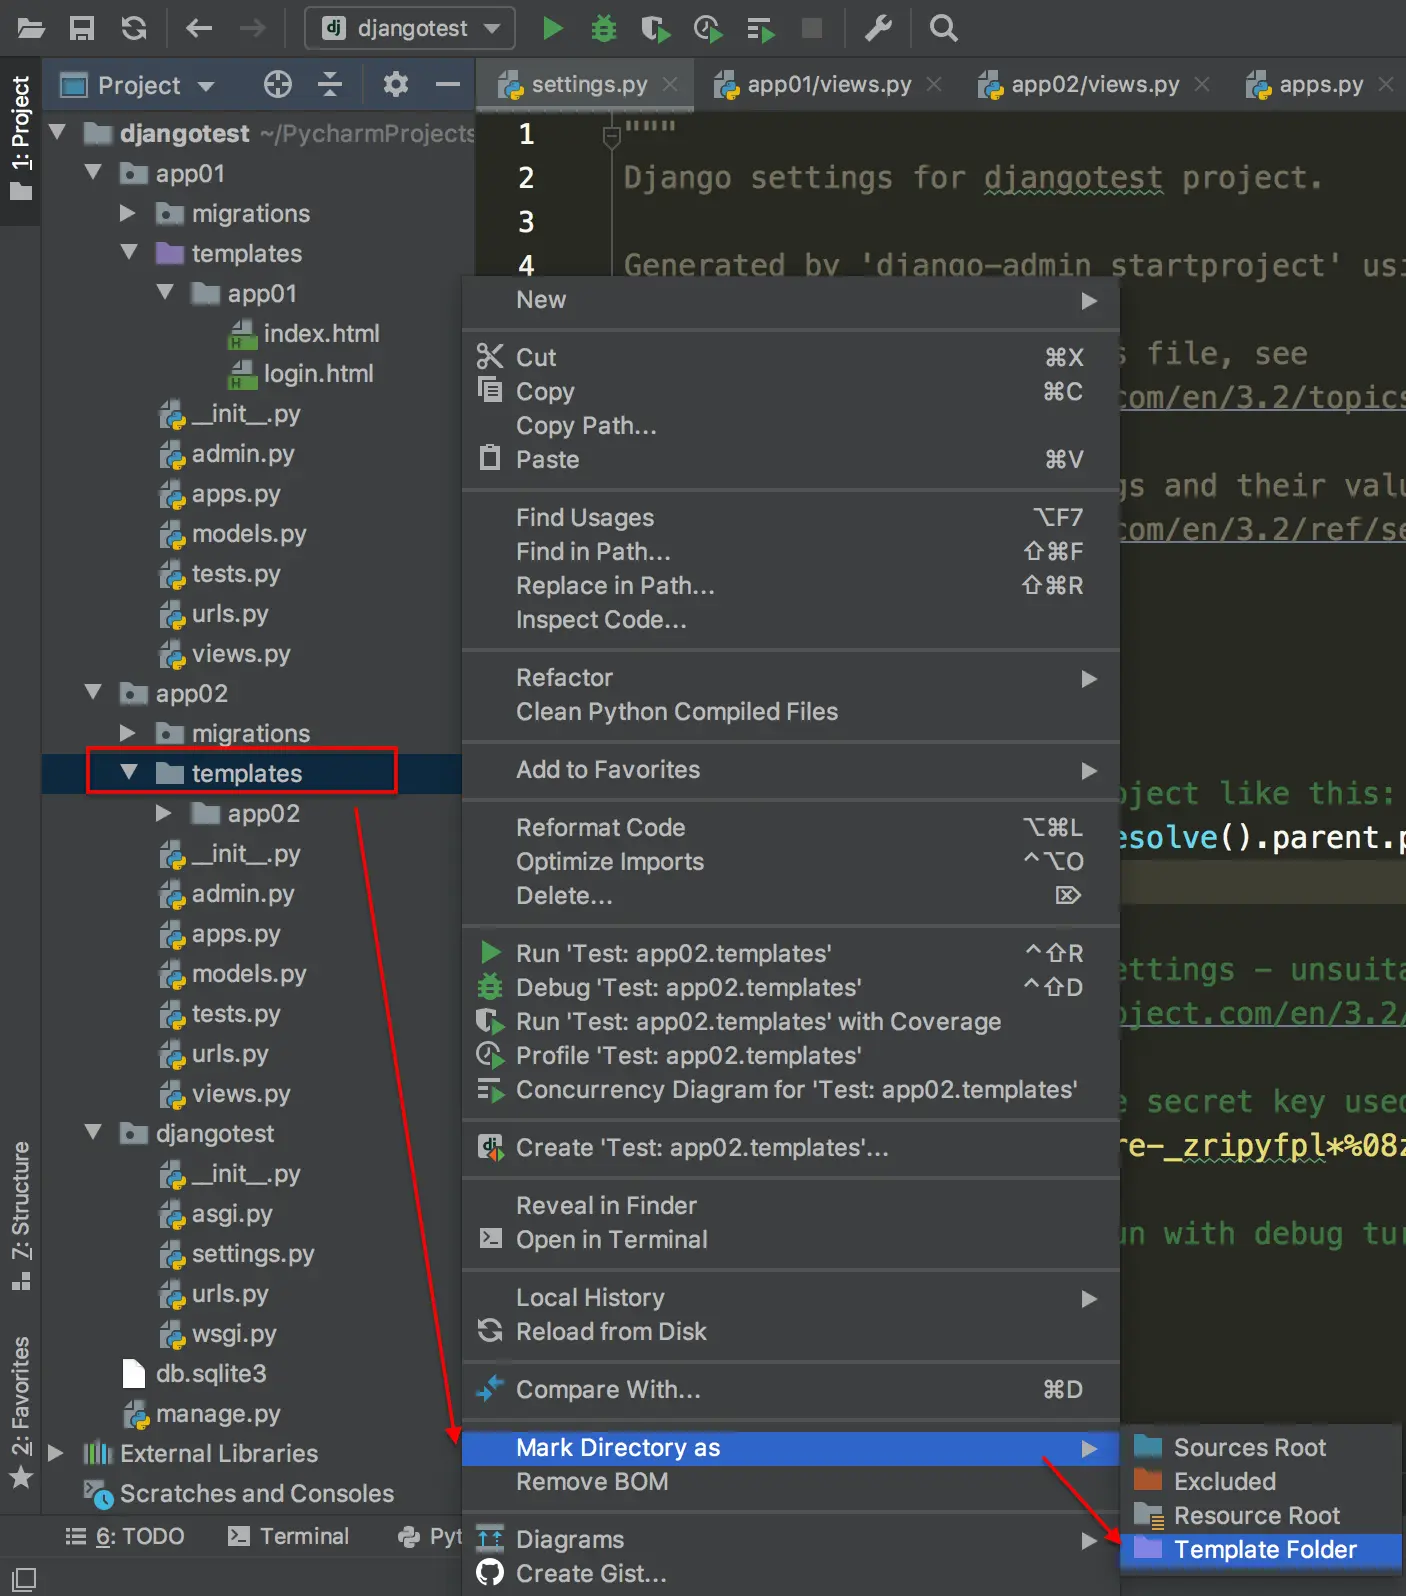 djangotest
Project
settings.py
app01/views.py
app02/views.py
apps.py
1: Project
7: Structure
2: Favorites
djangotest ~/PycharmProjects
app01
migrations
templates
app01
index.html
login.html
__init__.py
admin.py
apps.py
models.py
tests.py
urls.py
views.py
app02
migrations
templates
app02
__init__.py
admin.py
apps.py
models.py
tests.py
urls.py
views.py
djangotest
__init__.py
asgi.py
settings.py
urls.py
wsgi.py
db.sqlite3
manage.py
External Libraries
Scratches and Consoles
6: TODO
Terminal
Pyt
1 """
2 Django settings for djangotest project.
3
4 Generated by 'django-admin startproject' usi
s file, see
com/en/3.2/topics
gs and their valu
com/en/3.2/ref/se
oject like this:
esolve().parent.p
ettings - unsuita
oject.com/en/3.2/
e secret key used
re-_zripyfpl*%08z
un with debug tur
New
Cut ⌘X
Copy ⌘C
Copy Path...
Paste ⌘V
Find Usages ⌥F7
Find in Path... ⇧⌘F
Replace in Path... ⇧⌘R
Inspect Code...
Refactor
Clean Python Compiled Files
Add to Favorites
Reformat Code ⌥⌘L
Optimize Imports ^⌥O
Delete... ⌦
Run 'Test: app02.templates' ^⇧R
Debug 'Test: app02.templates' ^⇧D
Run 'Test: app02.templates' with Coverage
Profile 'Test: app02.templates'
Concurrency Diagram for 'Test: app02.templates'
Create 'Test: app02.templates'...
Reveal in Finder
Open in Terminal
Local History
Reload from Disk
Compare With... ⌘D
Mark Directory as
Remove BOM
Diagrams
Create Gist...
Sources Root
Excluded
Resource Root
Template Folder